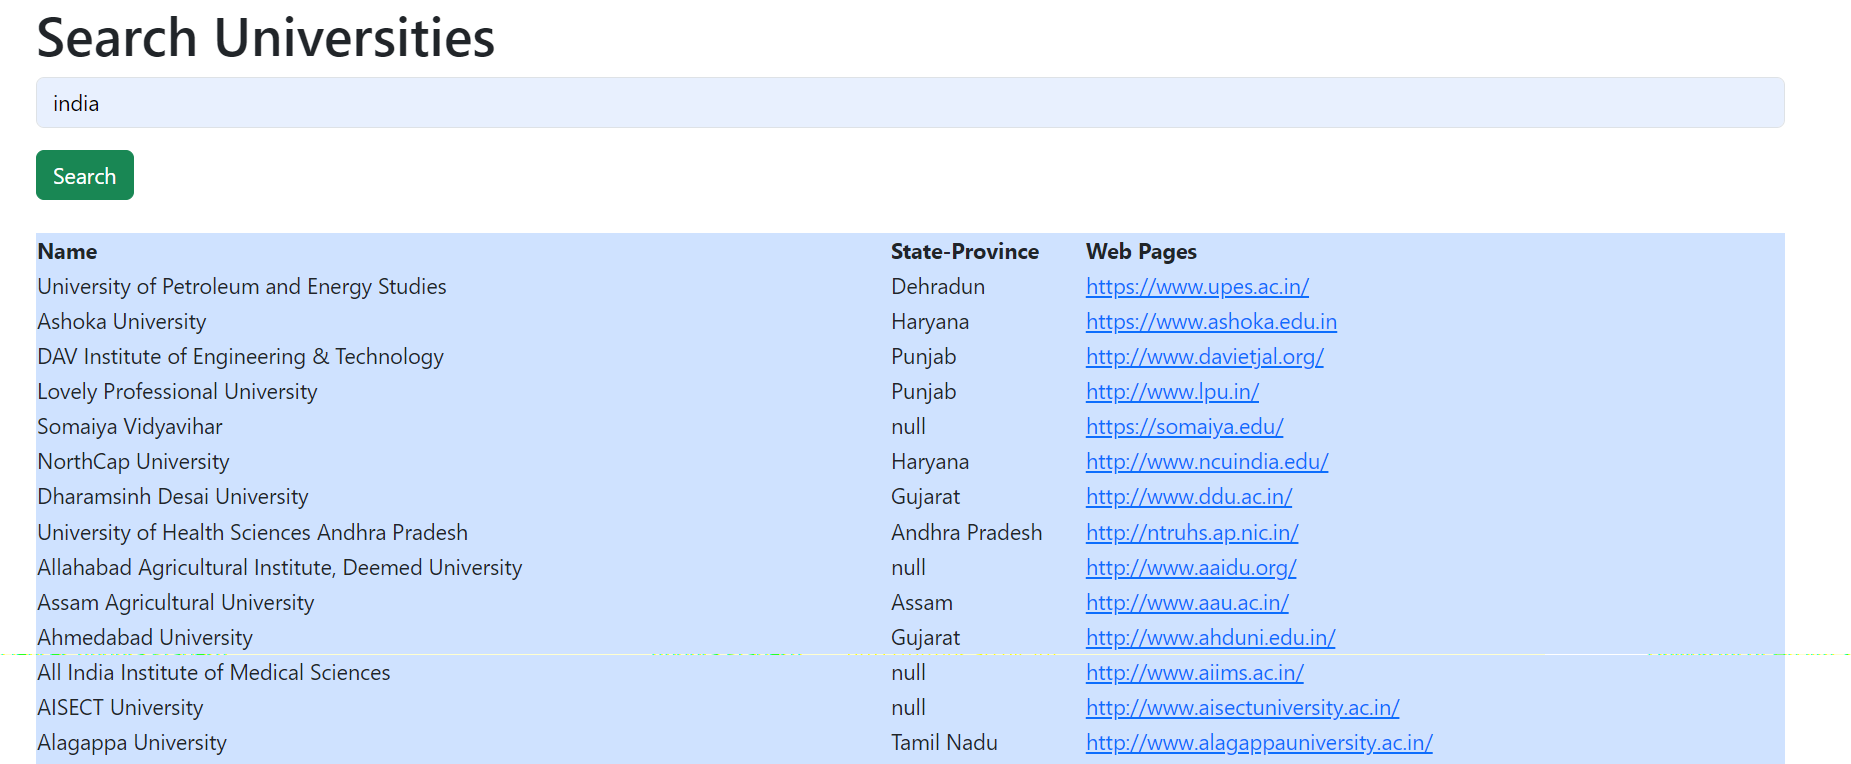 Search Universities
india
Search
Name State-Province Web Pages
University of Petroleum and Energy Studies Dehradun https://www.upes.ac.in/
Ashoka University Haryana https://www.ashoka.edu.in
DAV Institute of Engineering & Technology Punjab http://www.davietjal.org/
Lovely Professional University Punjab http://www.lpu.in/
Somaiya Vidyavihar null https://somaiya.edu/
NorthCap University Haryana http://www.ncuindia.edu/
Dharamsinh Desai University Gujarat http://www.ddu.ac.in/
University of Health Sciences Andhra Pradesh Andhra Pradesh http://ntruhs.ap.nic.in/
Allahabad Agricultural Institute, Deemed University null http://www.aaidu.org/
Assam Agricultural University Assam http://www.aau.ac.in/
Ahmedabad University Gujarat http://www.ahduni.edu.in/
All India Institute of Medical Sciences null http://www.aiims.ac.in/
AISECT University null http://www.aisectuniversity.ac.in/
Alagappa University Tamil Nadu http://www.alagappauniversity.ac.in/